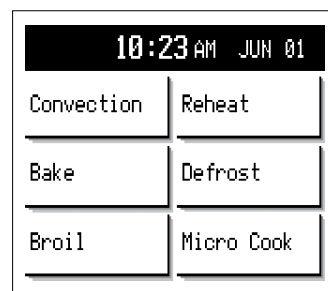 10:23 AM JUN 01
Convection Reheat
Bake Defrost
Broil Micro Cook